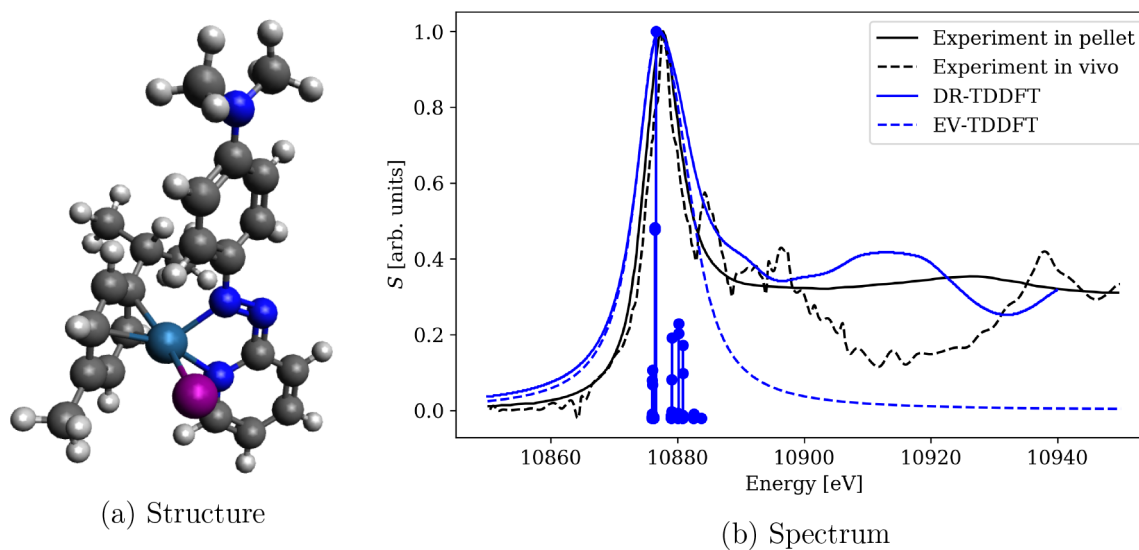 1.0
0.8
0.6
0.4
0.2
0.0
S [arb. units]
Experiment in pellet
Experiment in vivo
DR-TDDFT
EV-TDDFT
10860 10880 10900 10920 10940
Energy [eV]
(a) Structure
(b) Spectrum